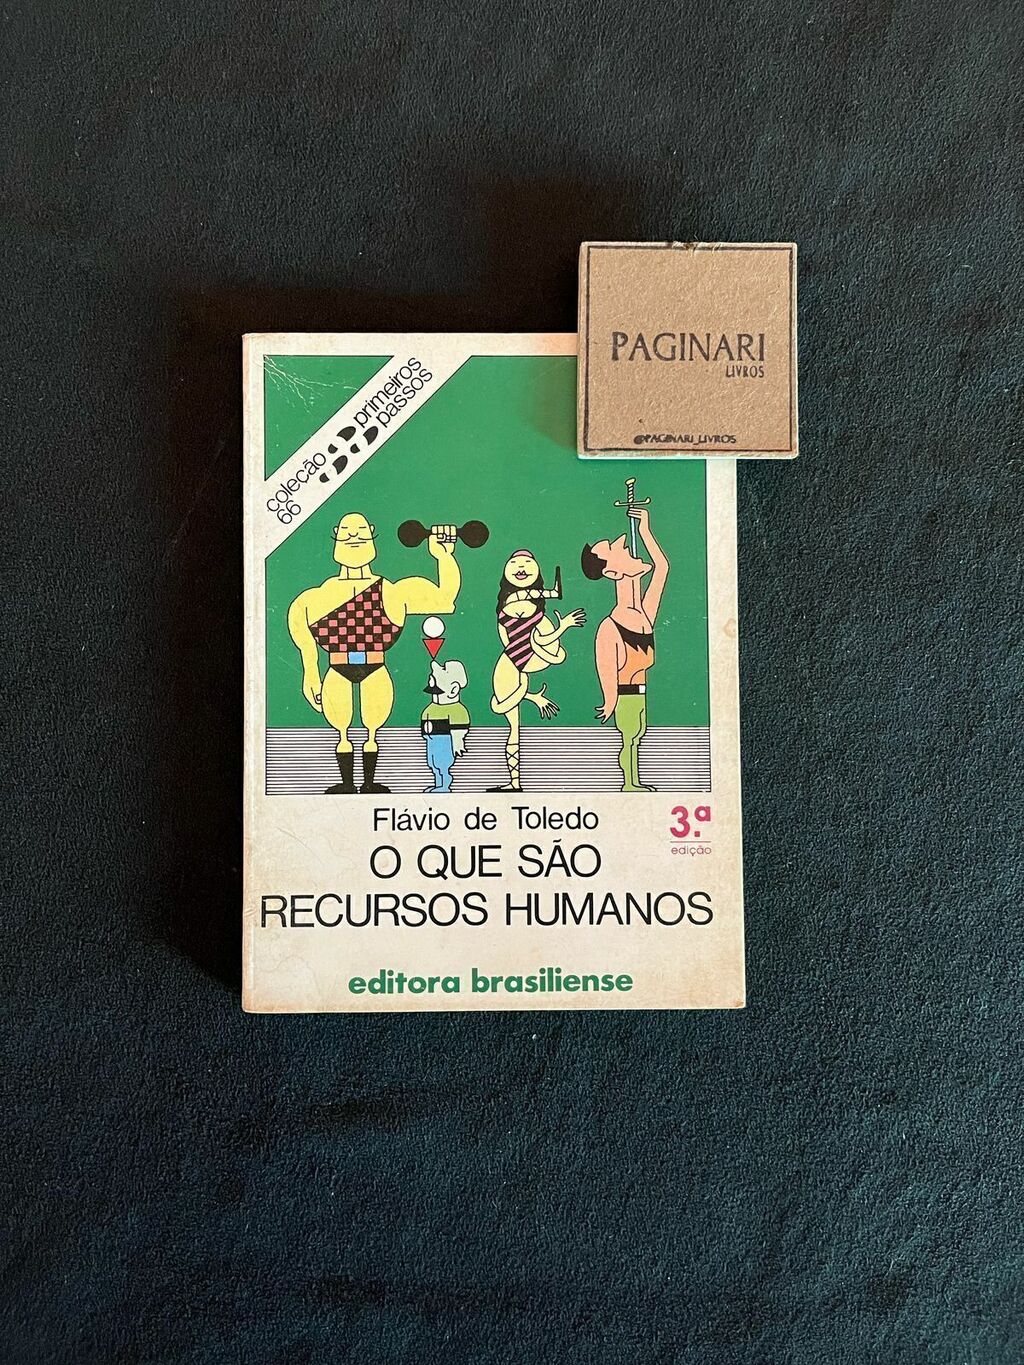 PAGINARI
LIVROS
@PAGINARI_LIVROS
coleção primeiros
66 passos
Flávio de Toledo
3.ª
edição
O QUE SÃO
RECURSOS HUMANOS
editora brasiliense